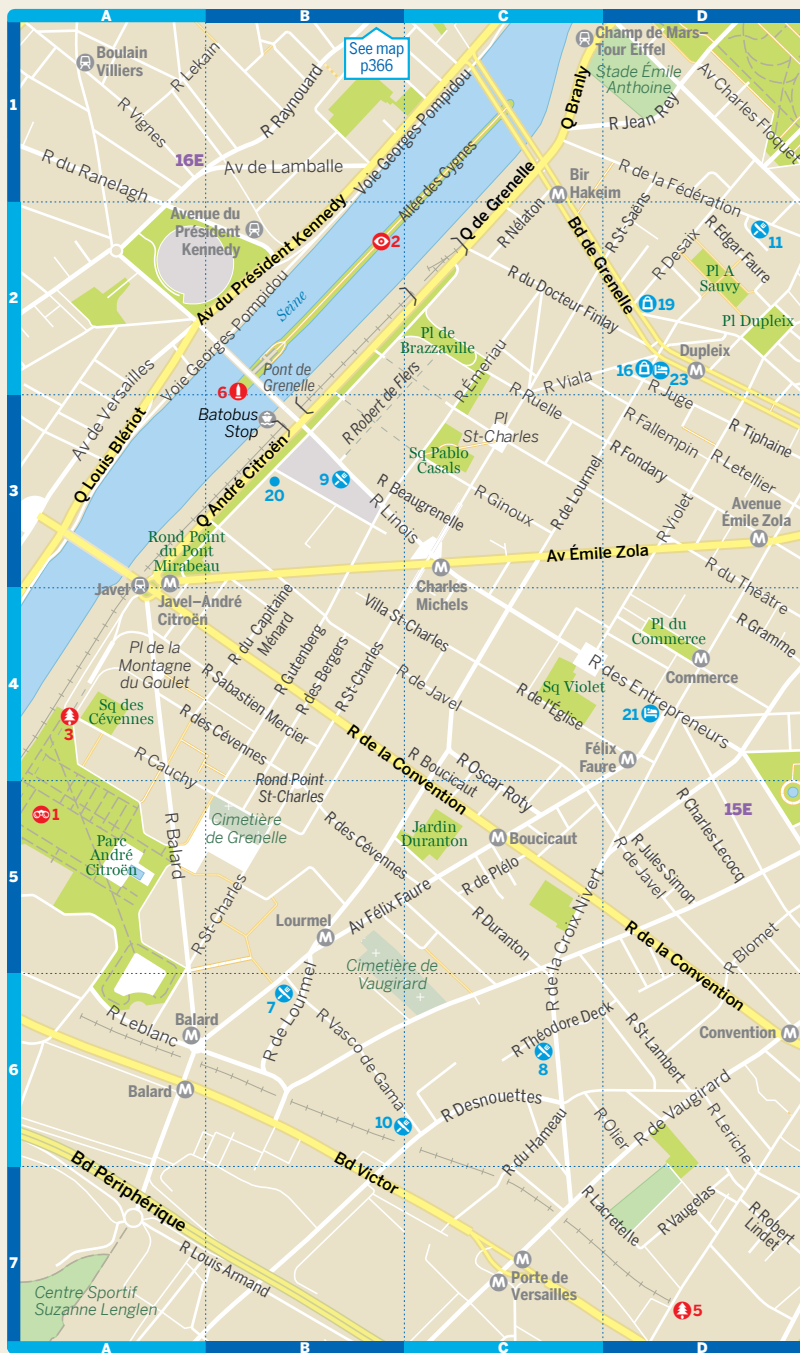 A
B
C
D
See map
p366
Champ de Mars–
Tour Eiffel
Boulain
Villiers
R Lekain
Stade Émile
Anthoine
Av Charles Floquet
1
R Vignes
R Raynouard
Voie Georges Pompidou
Q Branly
R Jean Rey
16E
Av de Lamballe
R du Ranelagh
Allée des Cygnes
Q de Grenelle
Bir
Hakeim
R de la Fédération
Avenue du
Président
Kennedy
Av du Président Kennedy
2
R Nélaton
Bd de Grenelle
R St-Saëns
R Desaix
R Edgar Faure
11
Pl A
Sauvy
2
Voie Georges Pompidou
Seine
R du Docteur Finlay
19
Pl Dupleix
Pl de
Brazzaville
R Émeriau
Dupleix
Av de Versailles
6
Pont de
Grenelle
R Robert de Flers
R Viala
16
23
R Juge
Q Louis Blériot
Batobus
Stop
R Ruelle
Pl
St-Charles
R Fallempin
R Tiphaine
Q André Citroën
Sq Pablo
Casals
R Fondary
R Letellier
3
20
9
R Beaugrenelle
R Linois
R Ginoux
R de Lourmel
R Violet
Avenue
Émile Zola
Rond Point
du Pont
Mirabeau
Av Émile Zola
Javel
Javel–André
Citroën
Charles
Michels
R du Théâtre
R du Capitaine
Ménard
Villa St-Charles
Pl du
Commerce
R Gramme
Pl de la
Montagne
du Goulet
R Gutenberg
R des Bergers
R St-Charles
R de Javel
R des Entrepreneurs
Commerce
4
R Sabastien Mercier
Sq Violet
R de l'Église
3
Sq des
Cévennes
R des Cévennes
R de la Convention
21
Félix
Faure
R Cauchy
Rond Point
St-Charles
R Boucicaut
R Oscar Roty
1
Cimetière
de Grenelle
Jardin
Duranton
Boucicaut
R Charles Lecocq
15E
Parc
André
Citroën
R Balard
R des Cévennes
R de Plélo
R Jules Simon
R de Javel
5
R St-Charles
Lourmel
Av Félix Faure
R Duranton
R de la Croix Nivert
R de la Convention
R Blomet
Cimetière de
Vaugirard
7
R de Lourmel
R Leblanc
Balard
R Vasco de Gama
R Théodore Deck
8
R St-Lambert
Convention
6
Balard
10
R Desnouettes
R Olier
R de Vaugirard
R Leriche
R du Hameau
Bd Périphérique
Bd Victor
R Lacretelle
R Vaugelas
R Robert
Lindet
7
R Louis Armand
Centre Sportif
Suzanne Lenglen
Porte de
Versailles
5
A
B
C
D